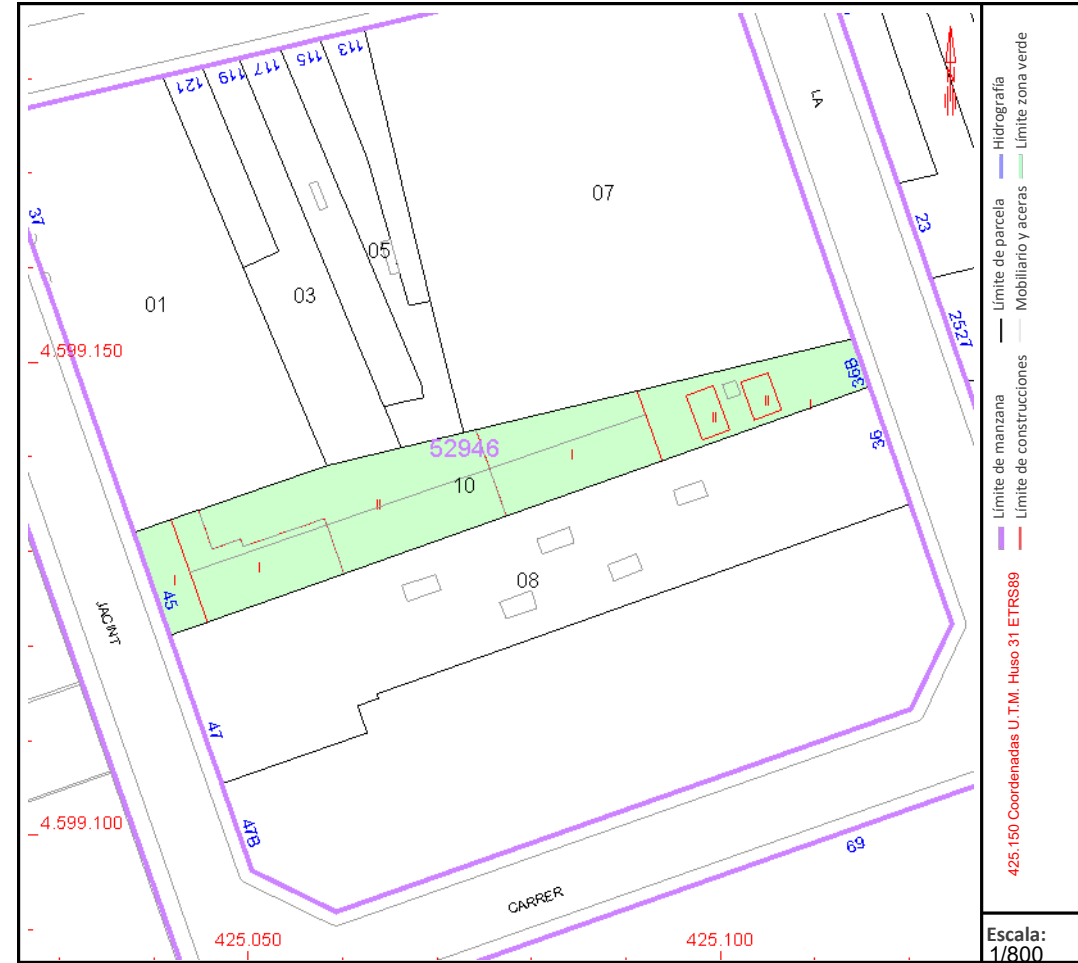 121
119
117
115
113
LA
37
07
23
05
01
03
4.599.150
2527
36B
36
52946
10
II
I
II
II
I
I
I
45
08
JACINT
47
4.599.100
47B
69
CARRER
425.050
425.100
Límite de manzana
Límite de parcela
Hidrografía
Límite de construcciones
Mobiliario y aceras
Límite zona verde
425.150 Coordenadas U.T.M. Huso 31 ETRS89
Escala:
1/800